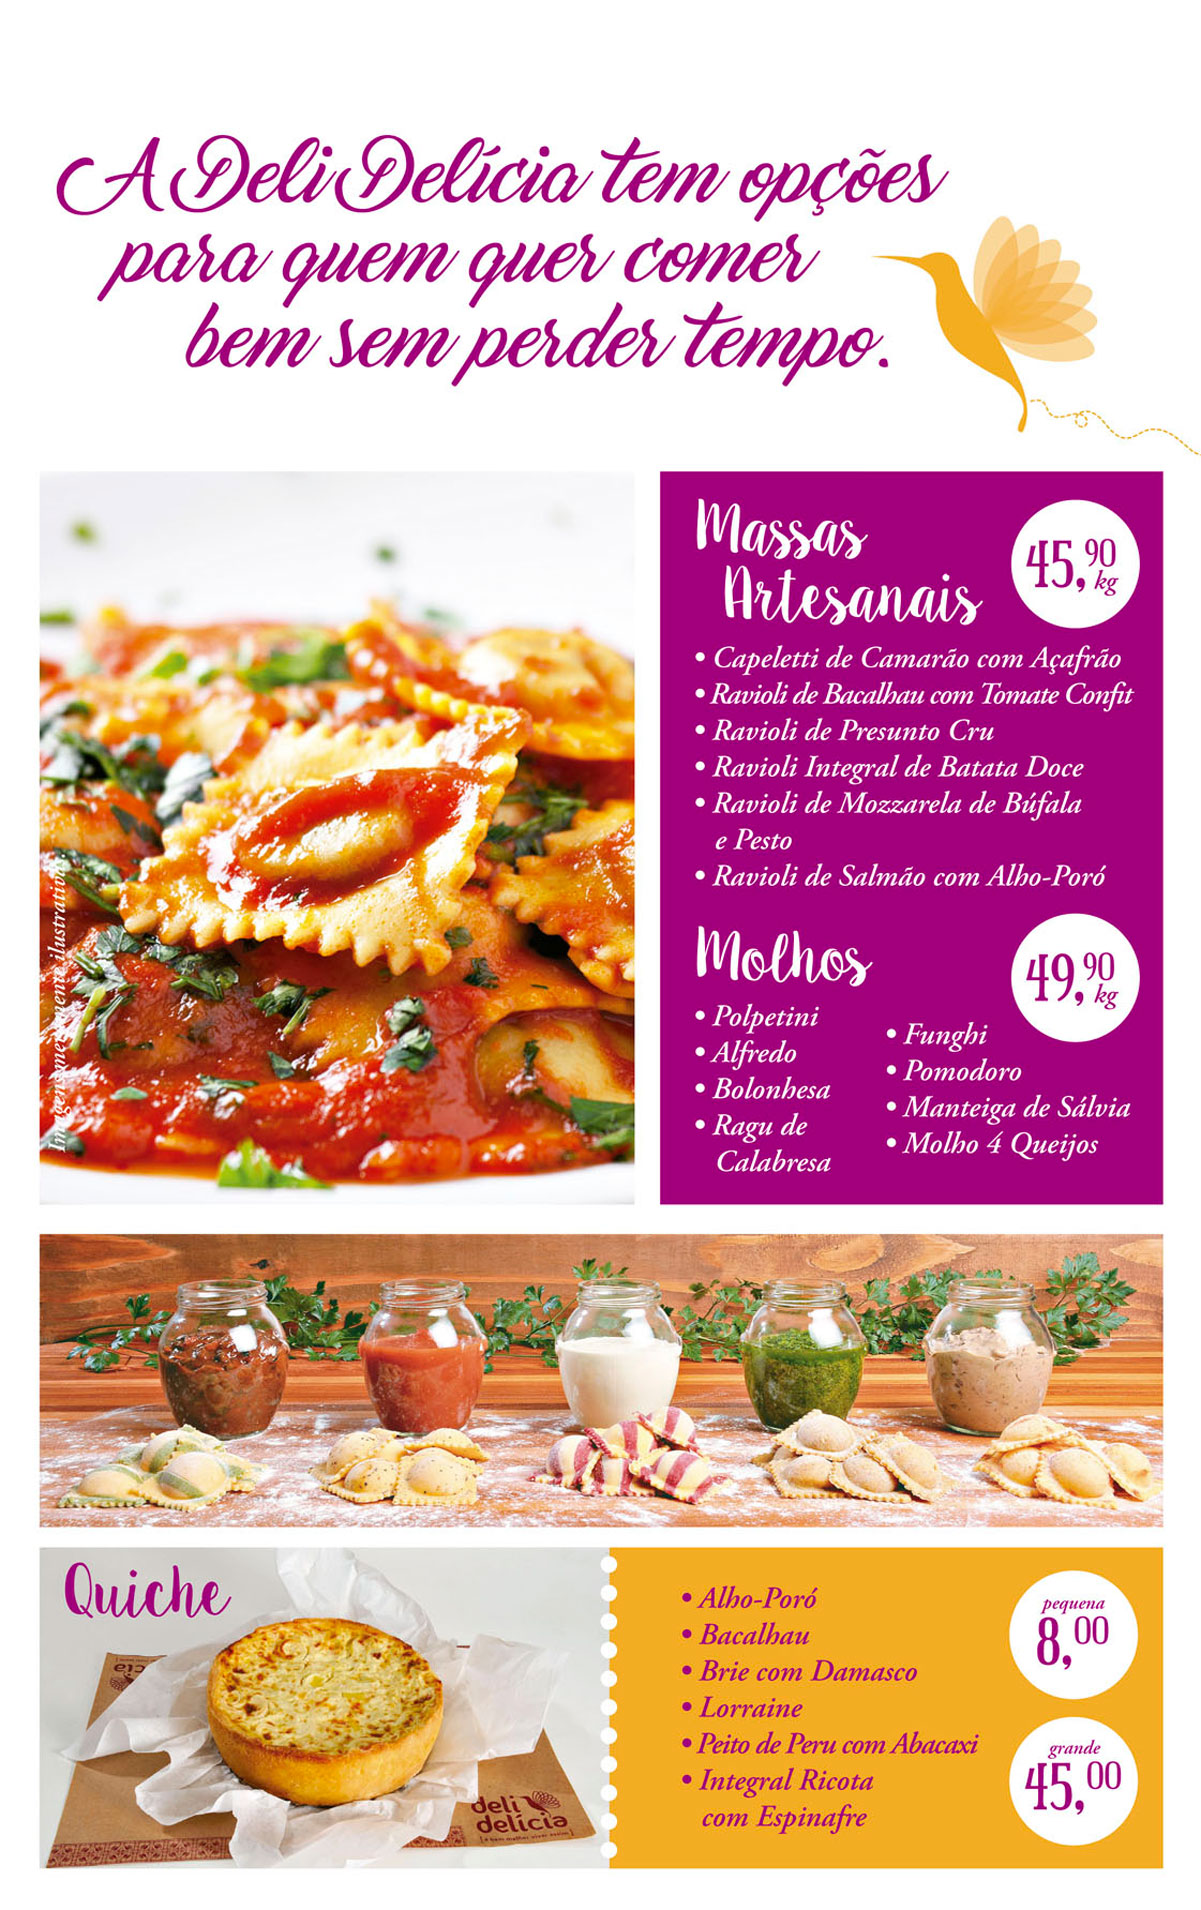 A Deli Delícia tem opções
para quem quer comer
bem sem perder tempo.
Imagens meramente ilustrativas.
Massas
Artesanais
45,90
kg
• Capeletti de Camarão com Açafrão
• Ravioli de Bacalhau com Tomate Confit
• Ravioli de Presunto Cru
• Ravioli Integral de Batata Doce
• Ravioli de Mozzarela de Búfala
e Pesto
• Ravioli de Salmão com Alho-Poró
Molhos
49,90
kg
• Polpetini
• Alfredo
• Bolonhesa
• Ragu de
Calabresa
• Funghi
• Pomodoro
• Manteiga de Sálvia
• Molho 4 Queijos
Quiche
delícia
deli
delícia
• Alho-Poró
• Bacalhau
• Brie com Damasco
• Lorraine
• Peito de Peru com Abacaxi
• Integral Ricota
com Espinafre
pequena
8,00
grande
45,00